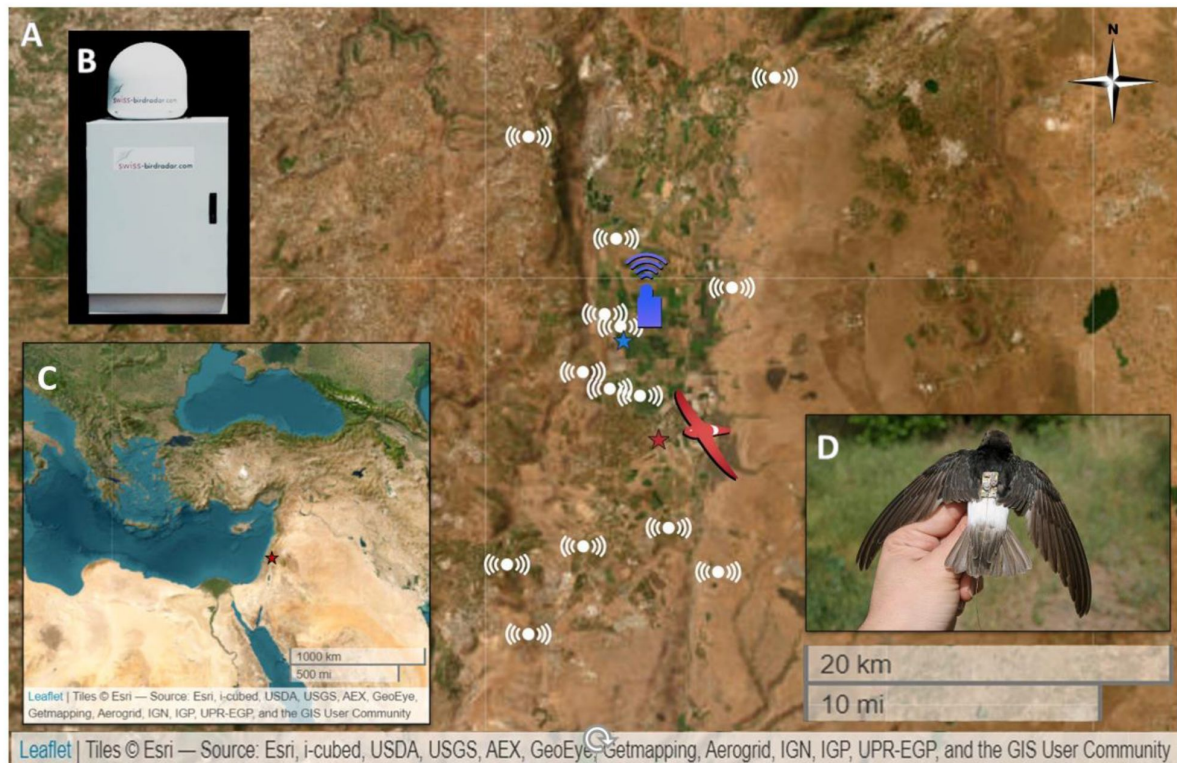 A
B
swiss-birdradar.com
swiss-birdradar.com
N
C
1000 km
500 mi
Leaflet | Tiles © Esri — Source: Esri, i-cubed, USDA, USGS, AEX, GeoEye,
Getmapping, Aerogrid, IGN, IGP, UPR-EGP, and the GIS User Community
D
20 km
10 mi
Leaflet | Tiles © Esri — Source: Esri, i-cubed, USDA, USGS, AEX, GeoEye, Getmapping, Aerogrid, IGN, IGP, UPR-EGP, and the GIS User Community